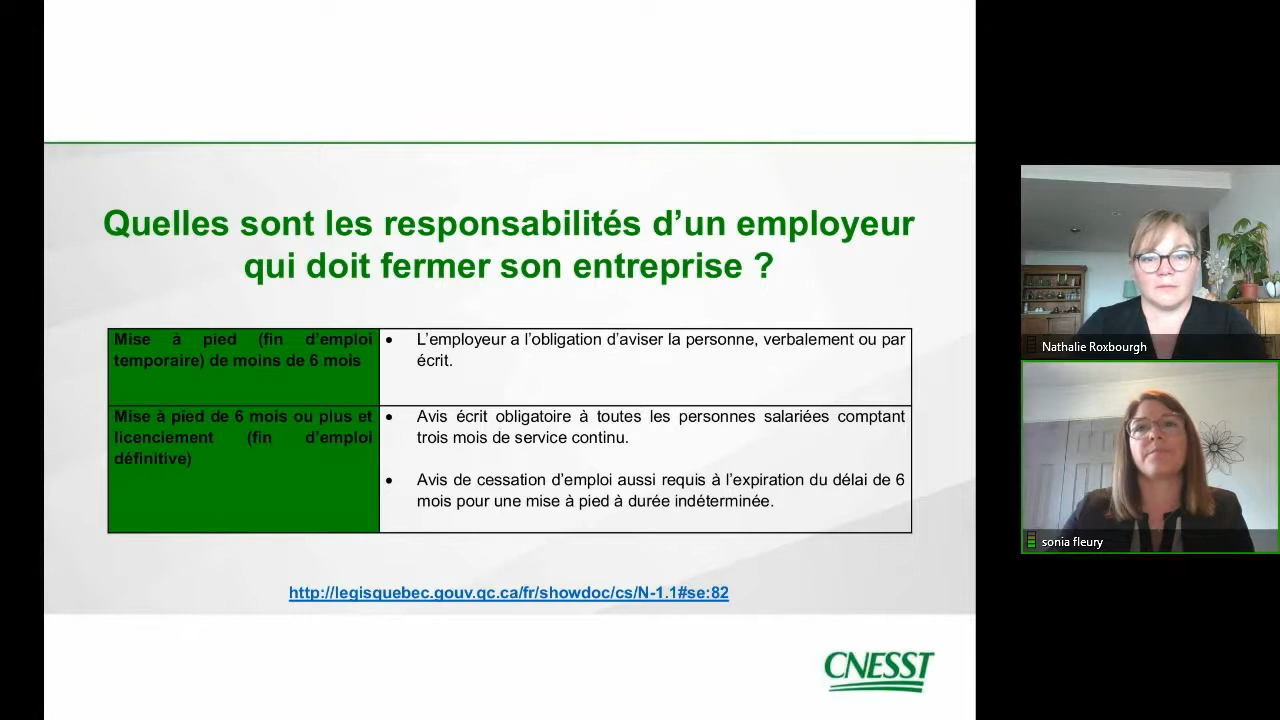 Quelles sont les responsabilités d’un employeur
qui doit fermer son entreprise ?
Mise à pied (fin d’emploi
temporaire) de moins de 6 mois
• L’employeur a l’obligation d’aviser la personne, verbalement ou par
écrit.
Mise à pied de 6 mois ou plus et
licenciement (fin d’emploi
définitive)
• Avis écrit obligatoire à toutes les personnes salariées comptant
trois mois de service continu.
• Avis de cessation d’emploi aussi requis à l’expiration du délai de 6
mois pour une mise à pied à durée indéterminée.
http://legisquebec.gouv.qc.ca/fr/showdoc/cs/N-1.1#se:82
CNESST
Nathalie Roxbourgh
sonia fleury